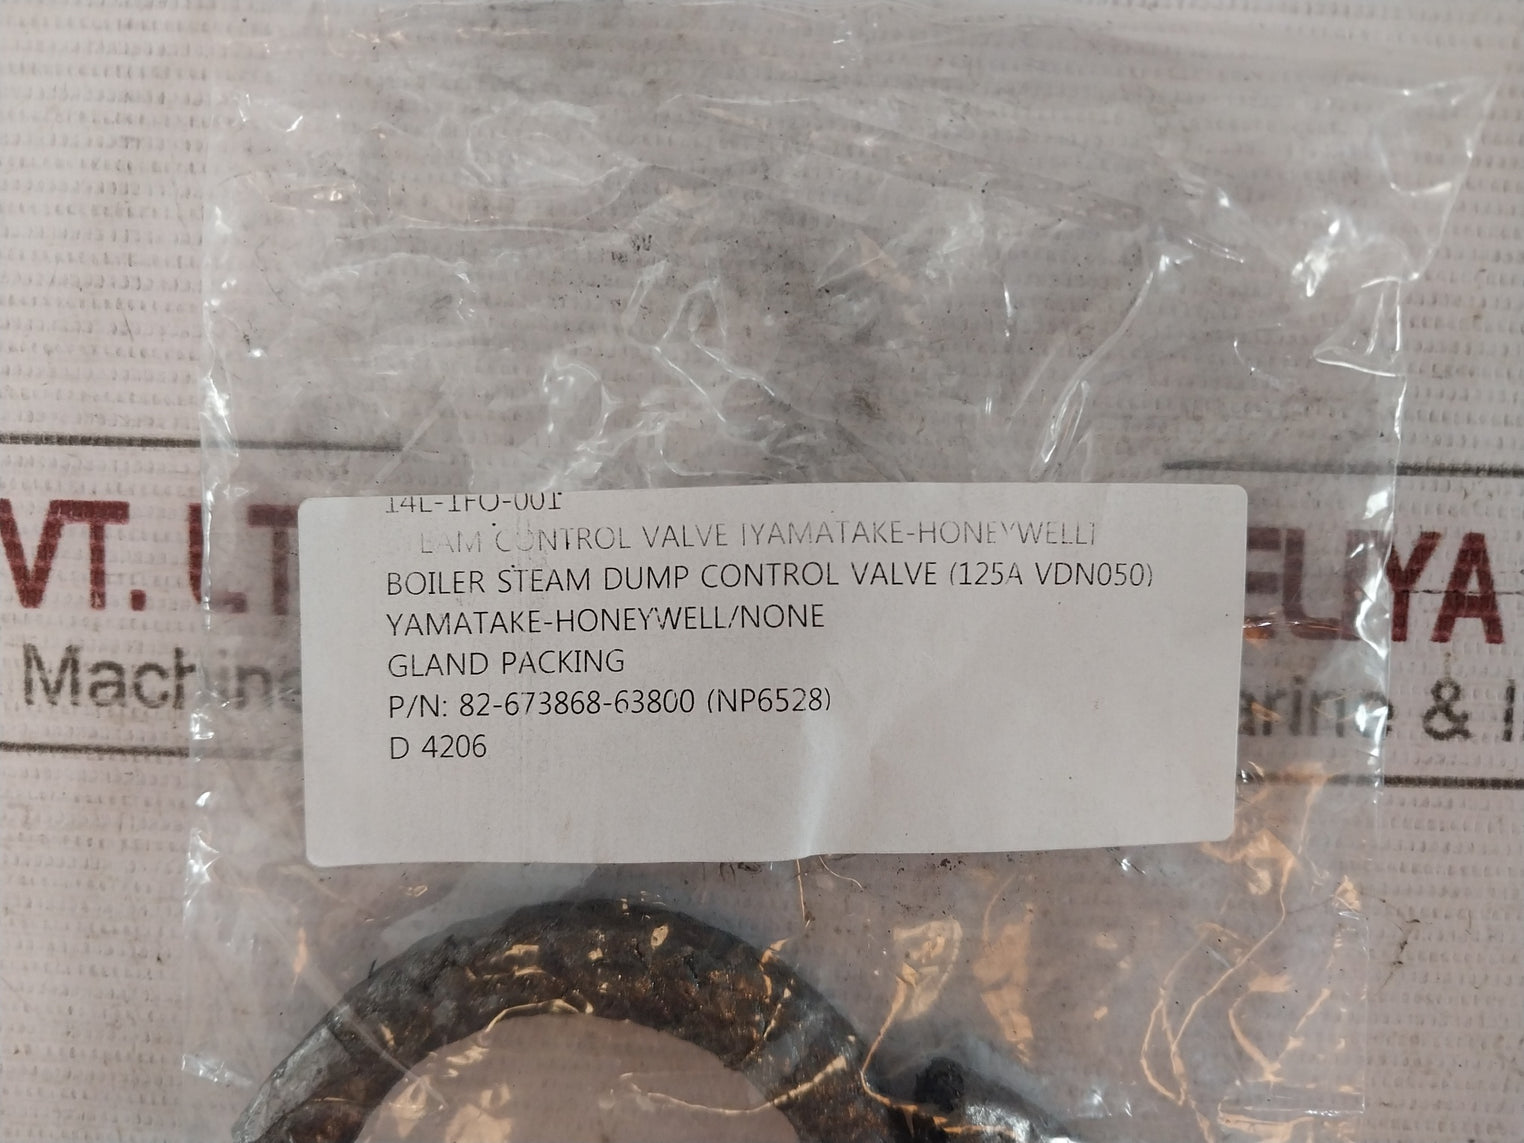 14L-1FO-001
STEAM CONTROL VALVE (YAMATAKE-HONEYWELL)
BOILER STEAM DUMP CONTROL VALVE (125A VDN050)
YAMATAKE-HONEYWELL/NONE
GLAND PACKING
P/N: 82-673868-63800 (NP6528)
D 4206
VT. LT
Machine
ELIYA
arine & I